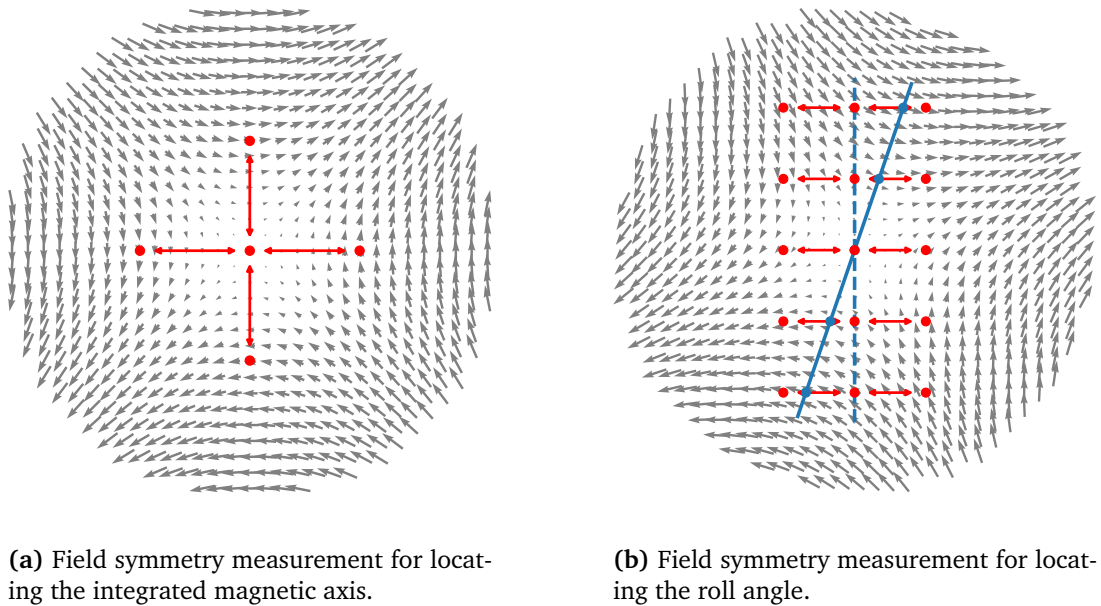 (a) Field symmetry measurement for locat-
ing the integrated magnetic axis.
(b) Field symmetry measurement for locat-
ing the roll angle.